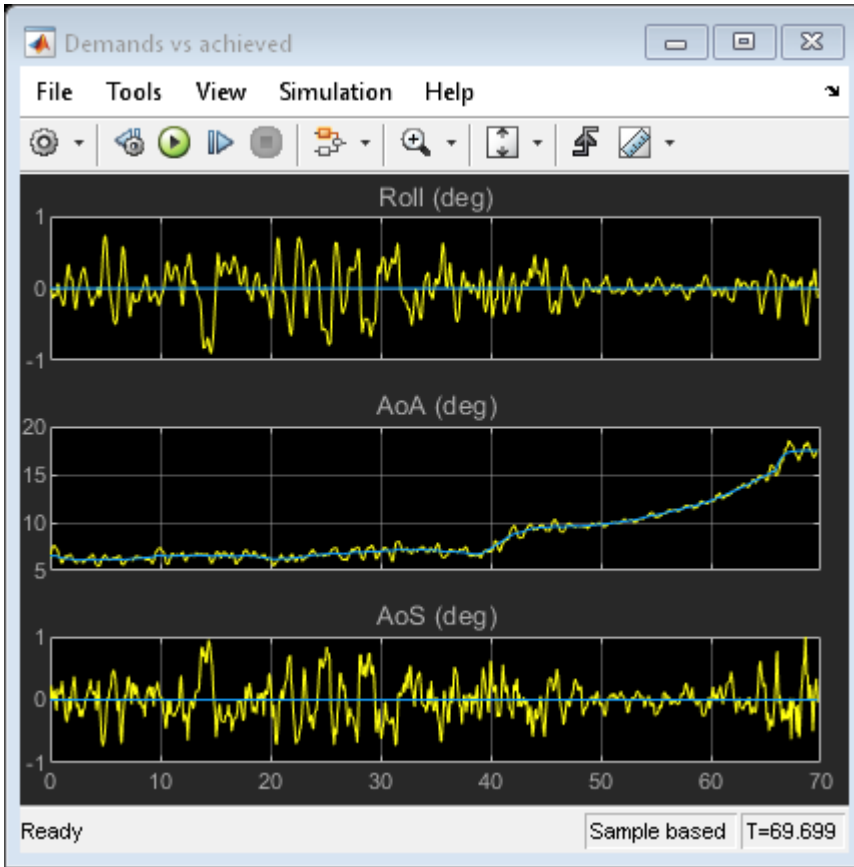 Demands vs achieved
File Tools View Simulation Help
Roll (deg)
1
0
-1
AoA (deg)
20
15
10
5
AoS (deg)
1
0
-1
0 10 20 30 40 50 60 70
Ready Sample based T=69.699